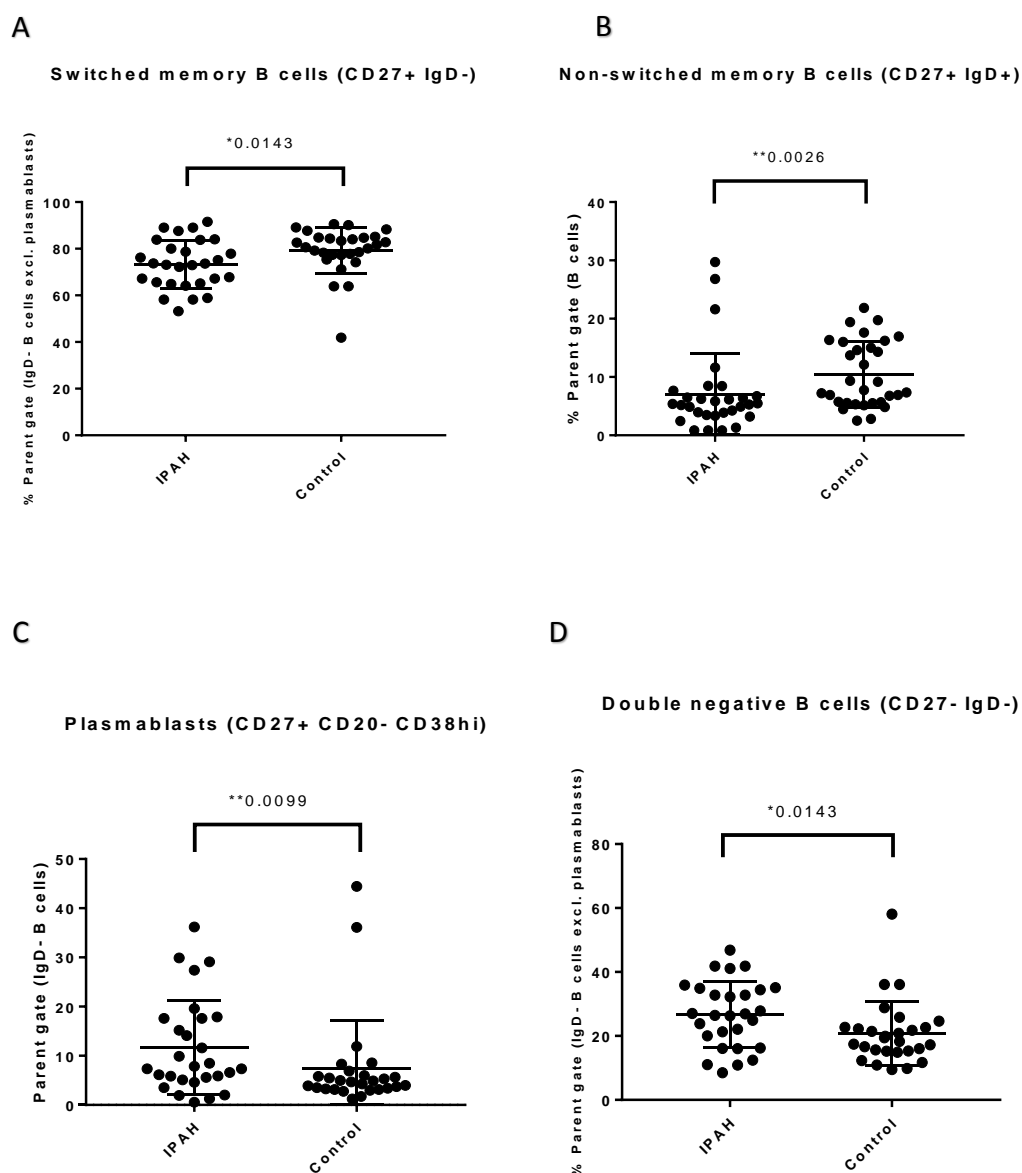 A
Switched memory B cells (CD27+ IgD-)
*0.0143
% Parent gate (IgD- B cells excl. plasmablasts)
100
80
60
40
20
0
IPAH
Control
B
Non-switched memory B cells (CD27+ IgD+)
**0.0026
% Parent gate (B cells)
40
30
20
10
0
IPAH
Control
C
Plasmablasts (CD27+ CD20- CD38hi)
**0.0099
Parent gate (IgD- B cells)
50
40
30
20
10
0
IPAH
Control
D
Double negative B cells (CD27- IgD-)
*0.0143
% Parent gate (IgD- B cells excl. plasmablasts)
80
60
40
20
0
IPAH
Control